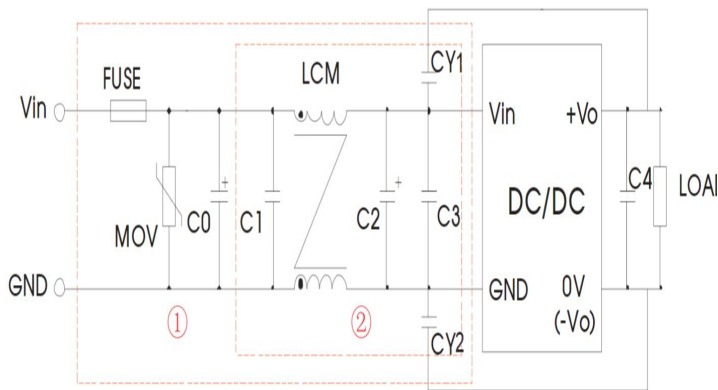 FUSE
LCM
CY1
Vin
Vin
+Vo
MOV
C0
C1
C2
C3
DC/DC
C4
LOAD
GND
GND
0V
(-Vo)
①
②
CY2